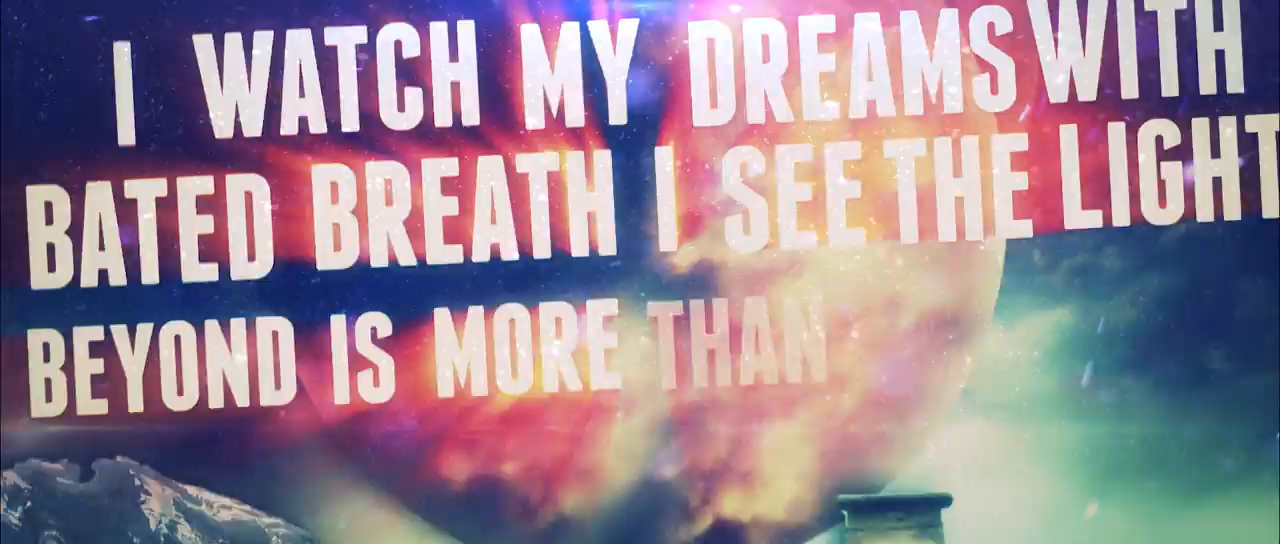 I WATCH MY DREAMS WITH
BATED BREATH I SEE THE LIGHT
BEYOND IS MORE THAN